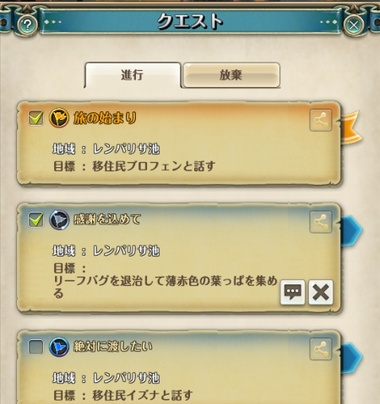 クエスト
進行
放棄
旅の始まり
地域 : レンバリサ池
目標 : 移住民プロフェンと話す
感謝を込めて
地域 : レンバリサ池
目標 :
リーフバグを退治して薄赤色の葉っぱを集め
る
絶対に渡したい
地域 : レンバリサ池
目標 : 移住民イズナと話す